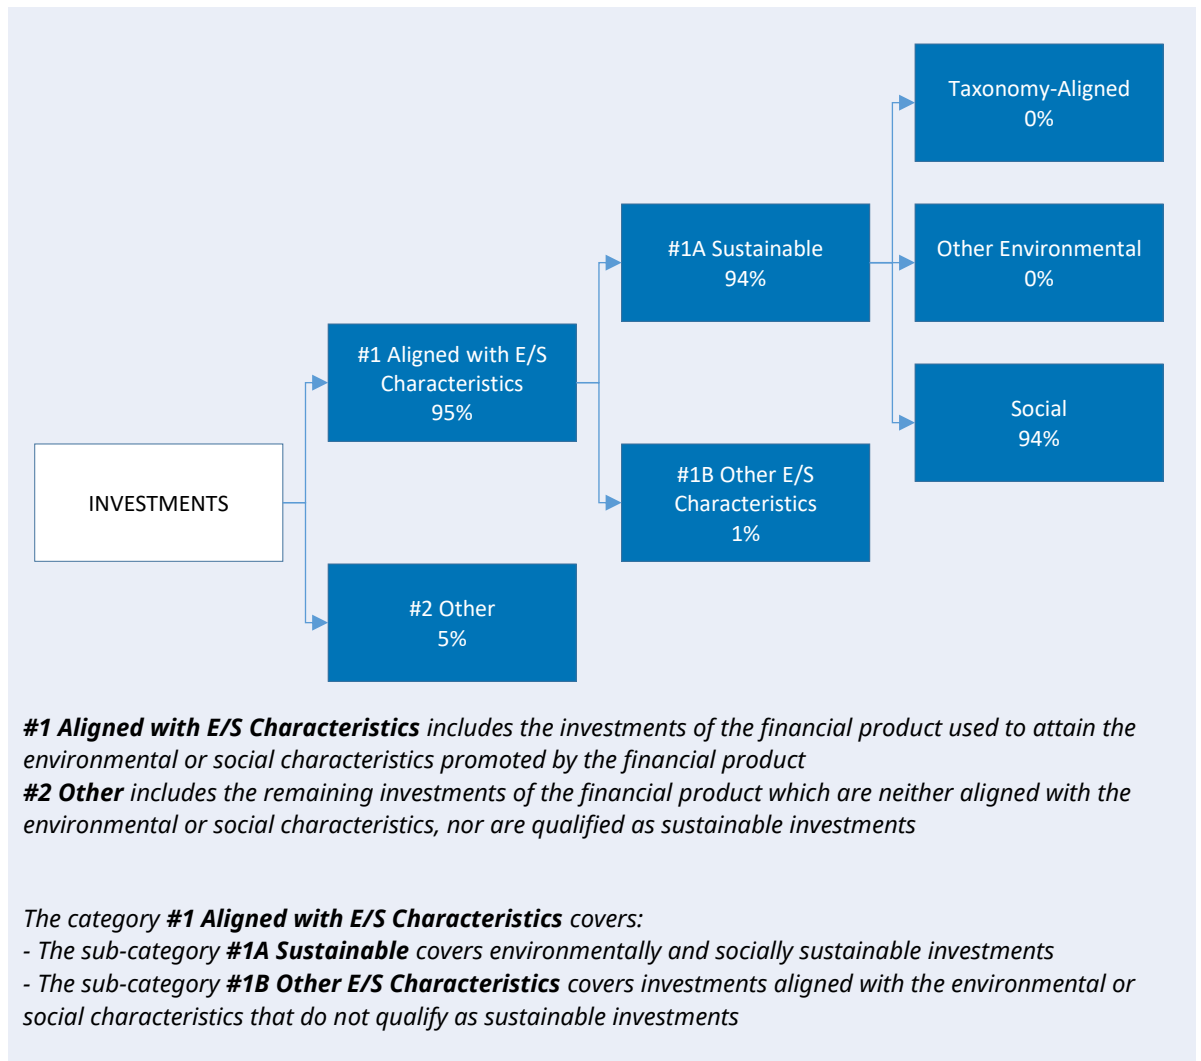 Taxonomy-Aligned
0%
#1A Sustainable
94%
Other Environmental
0%
#1 Aligned with E/S
Characteristics
95%
Social
94%
INVESTMENTS
#1B Other E/S
Characteristics
1%
#2 Other
5%
#1 Aligned with E/S Characteristics includes the investments of the financial product used to attain the
environmental or social characteristics promoted by the financial product
#2 Other includes the remaining investments of the financial product which are neither aligned with the
environmental or social characteristics, nor are qualified as sustainable investments
The category #1 Aligned with E/S Characteristics covers:
- The sub-category #1A Sustainable covers environmentally and socially sustainable investments
- The sub-category #1B Other E/S Characteristics covers investments aligned with the environmental or
social characteristics that do not qualify as sustainable investments